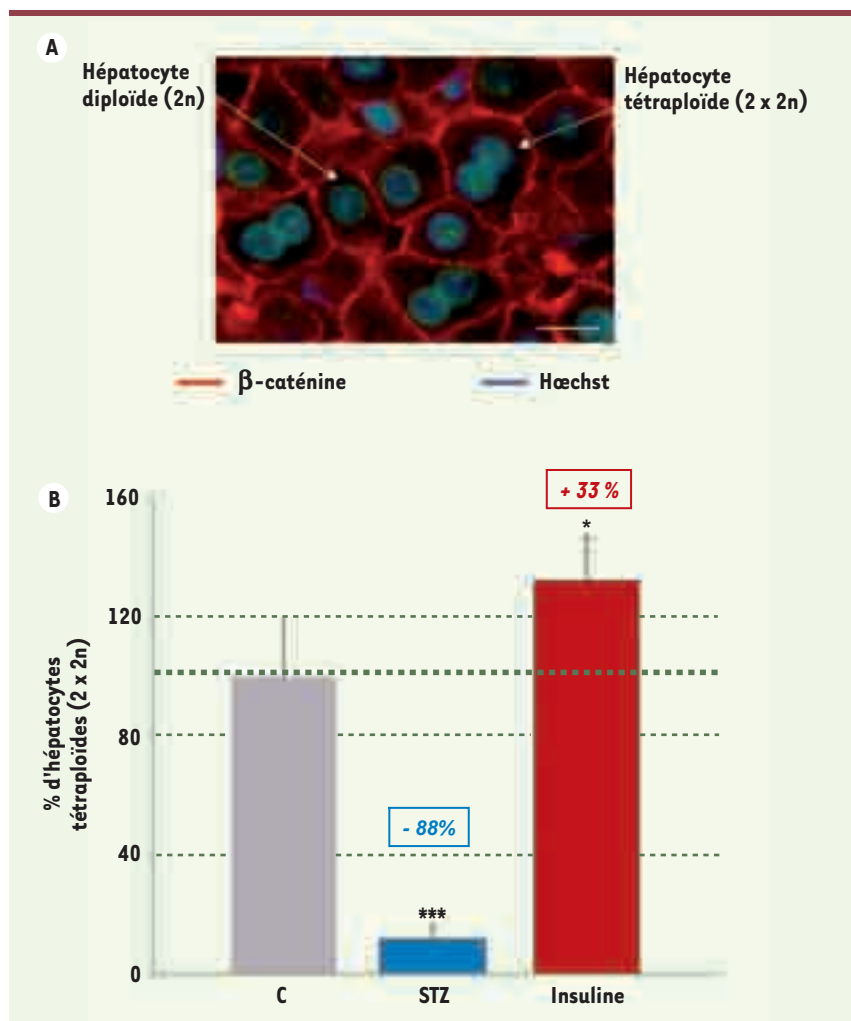 A
Hépatocyte
diploïde (2n)
Hépatocyte
tétraploïde (2 x 2n)
β-caténine
Hœchst
B
% d'hépatocytes
tétraploïdes (2 x 2n)
160
120
80
40
0
+ 33 %
*
- 88%
***
C
STZ
Insuline